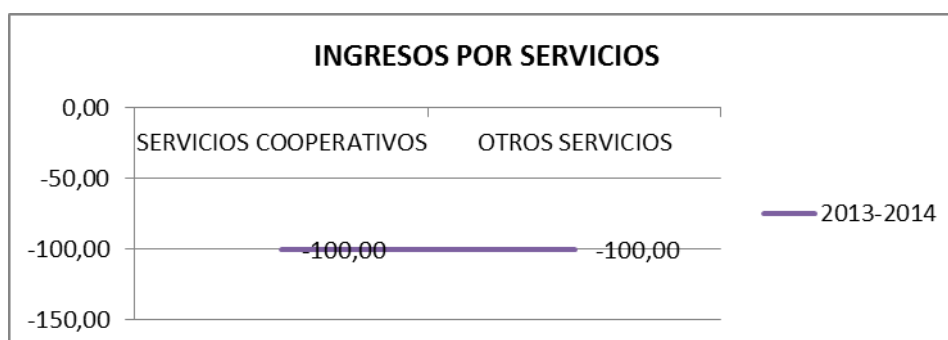 INGRESOS POR SERVICIOS
0,00
SERVICIOS COOPERATIVOS OTROS SERVICIOS
-50,00
2013-2014
-100,00 -100,00 -100,00
-150,00